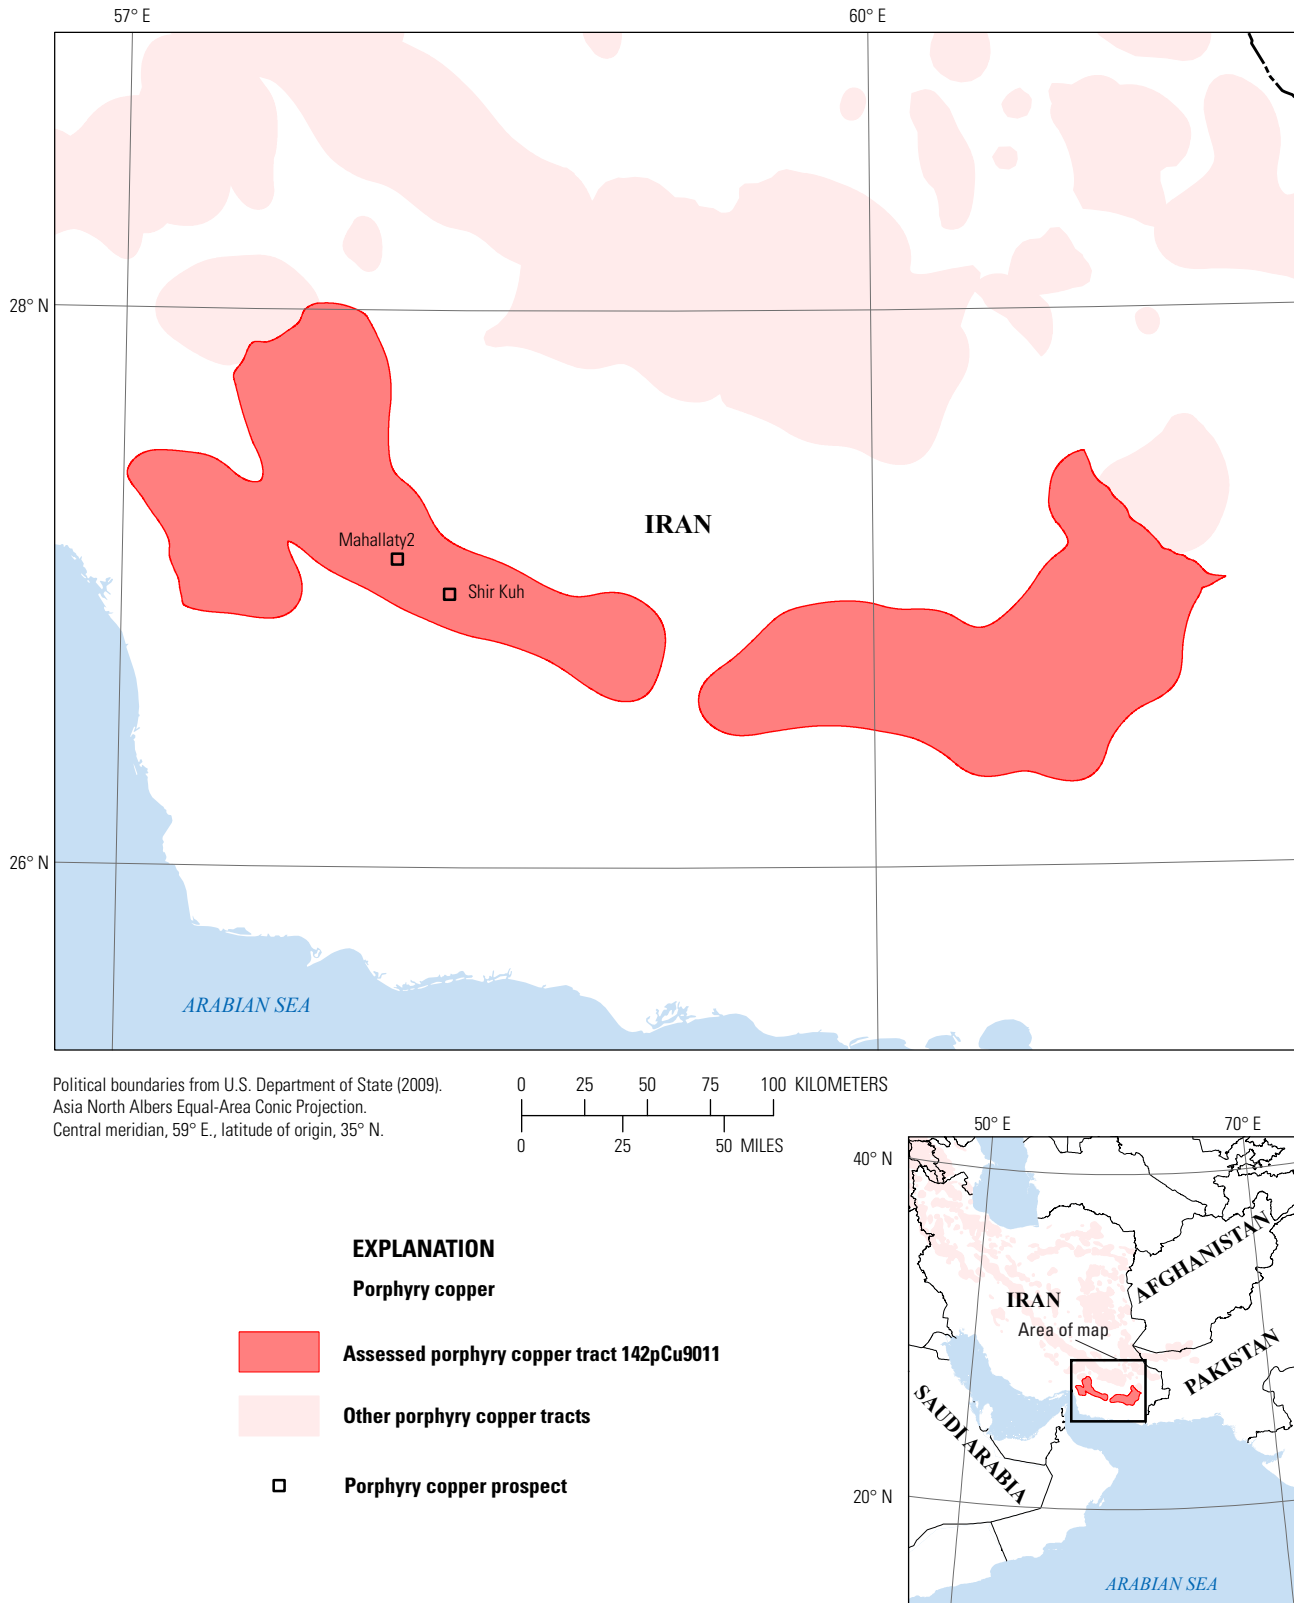 57° E
60° E
28° N
IRAN
Mahallaty2
Shir Kuh
26° N
ARABIAN SEA
Political boundaries from U.S. Department of State (2009).
Asia North Albers Equal-Area Conic Projection.
Central meridian, 59° E., latitude of origin, 35° N.
0 25 50 75 100 KILOMETERS
0 25 50 MILES
EXPLANATION
Porphyry copper
Assessed porphyry copper tract 142pCu9011
Other porphyry copper tracts
Porphyry copper prospect
50° E
70° E
40° N
AFGHANISTAN
IRAN
Area of map
PAKISTAN
SAUDI ARABIA
20° N
ARABIAN SEA